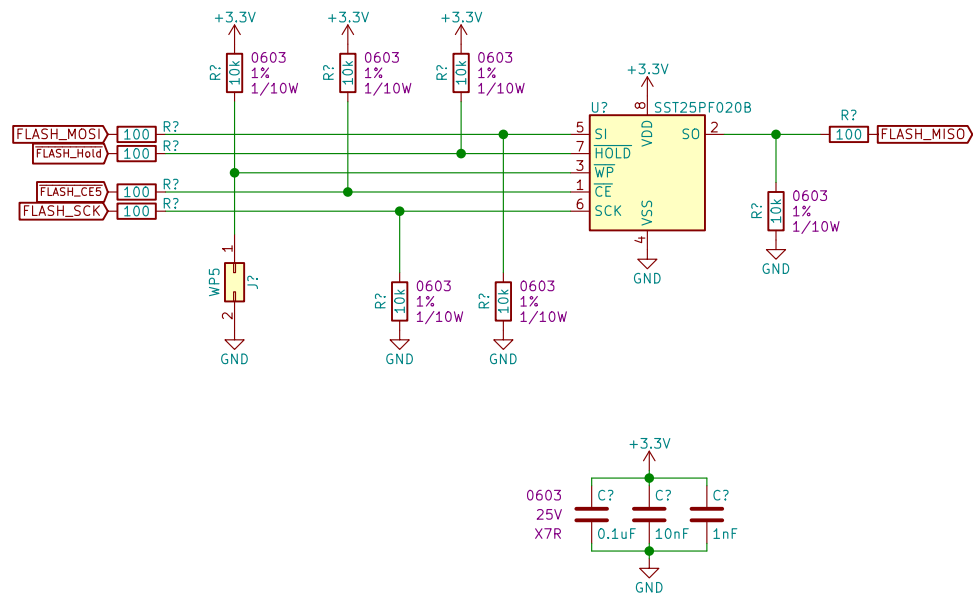 +3.3V +3.3V +3.3V
R? 10k 0603 1% 1/10W
R? 10k 0603 1% 1/10W
R? 10k 0603 1% 1/10W
+3.3V
U? SST25PF020B
8 VDD
FLASH_MOSI 100 R? 5 SI
FLASH_Hold 100 R? 7 HOLD
3 WP
FLASH_CE5 100 R? 1 CE
FLASH_SCK 100 R? 6 SCK
SO 2
VSS 4
GND
R?
100 FLASH_MISO
R? 10k 0603 1% 1/10W
GND
WP5 1 2 J?
GND
R? 10k 0603 1% 1/10W
GND
R? 10k 0603 1% 1/10W
GND
+3.3V
0603
25V
X7R
C? 0.1uF
C? 10nF
C? 1nF
GND